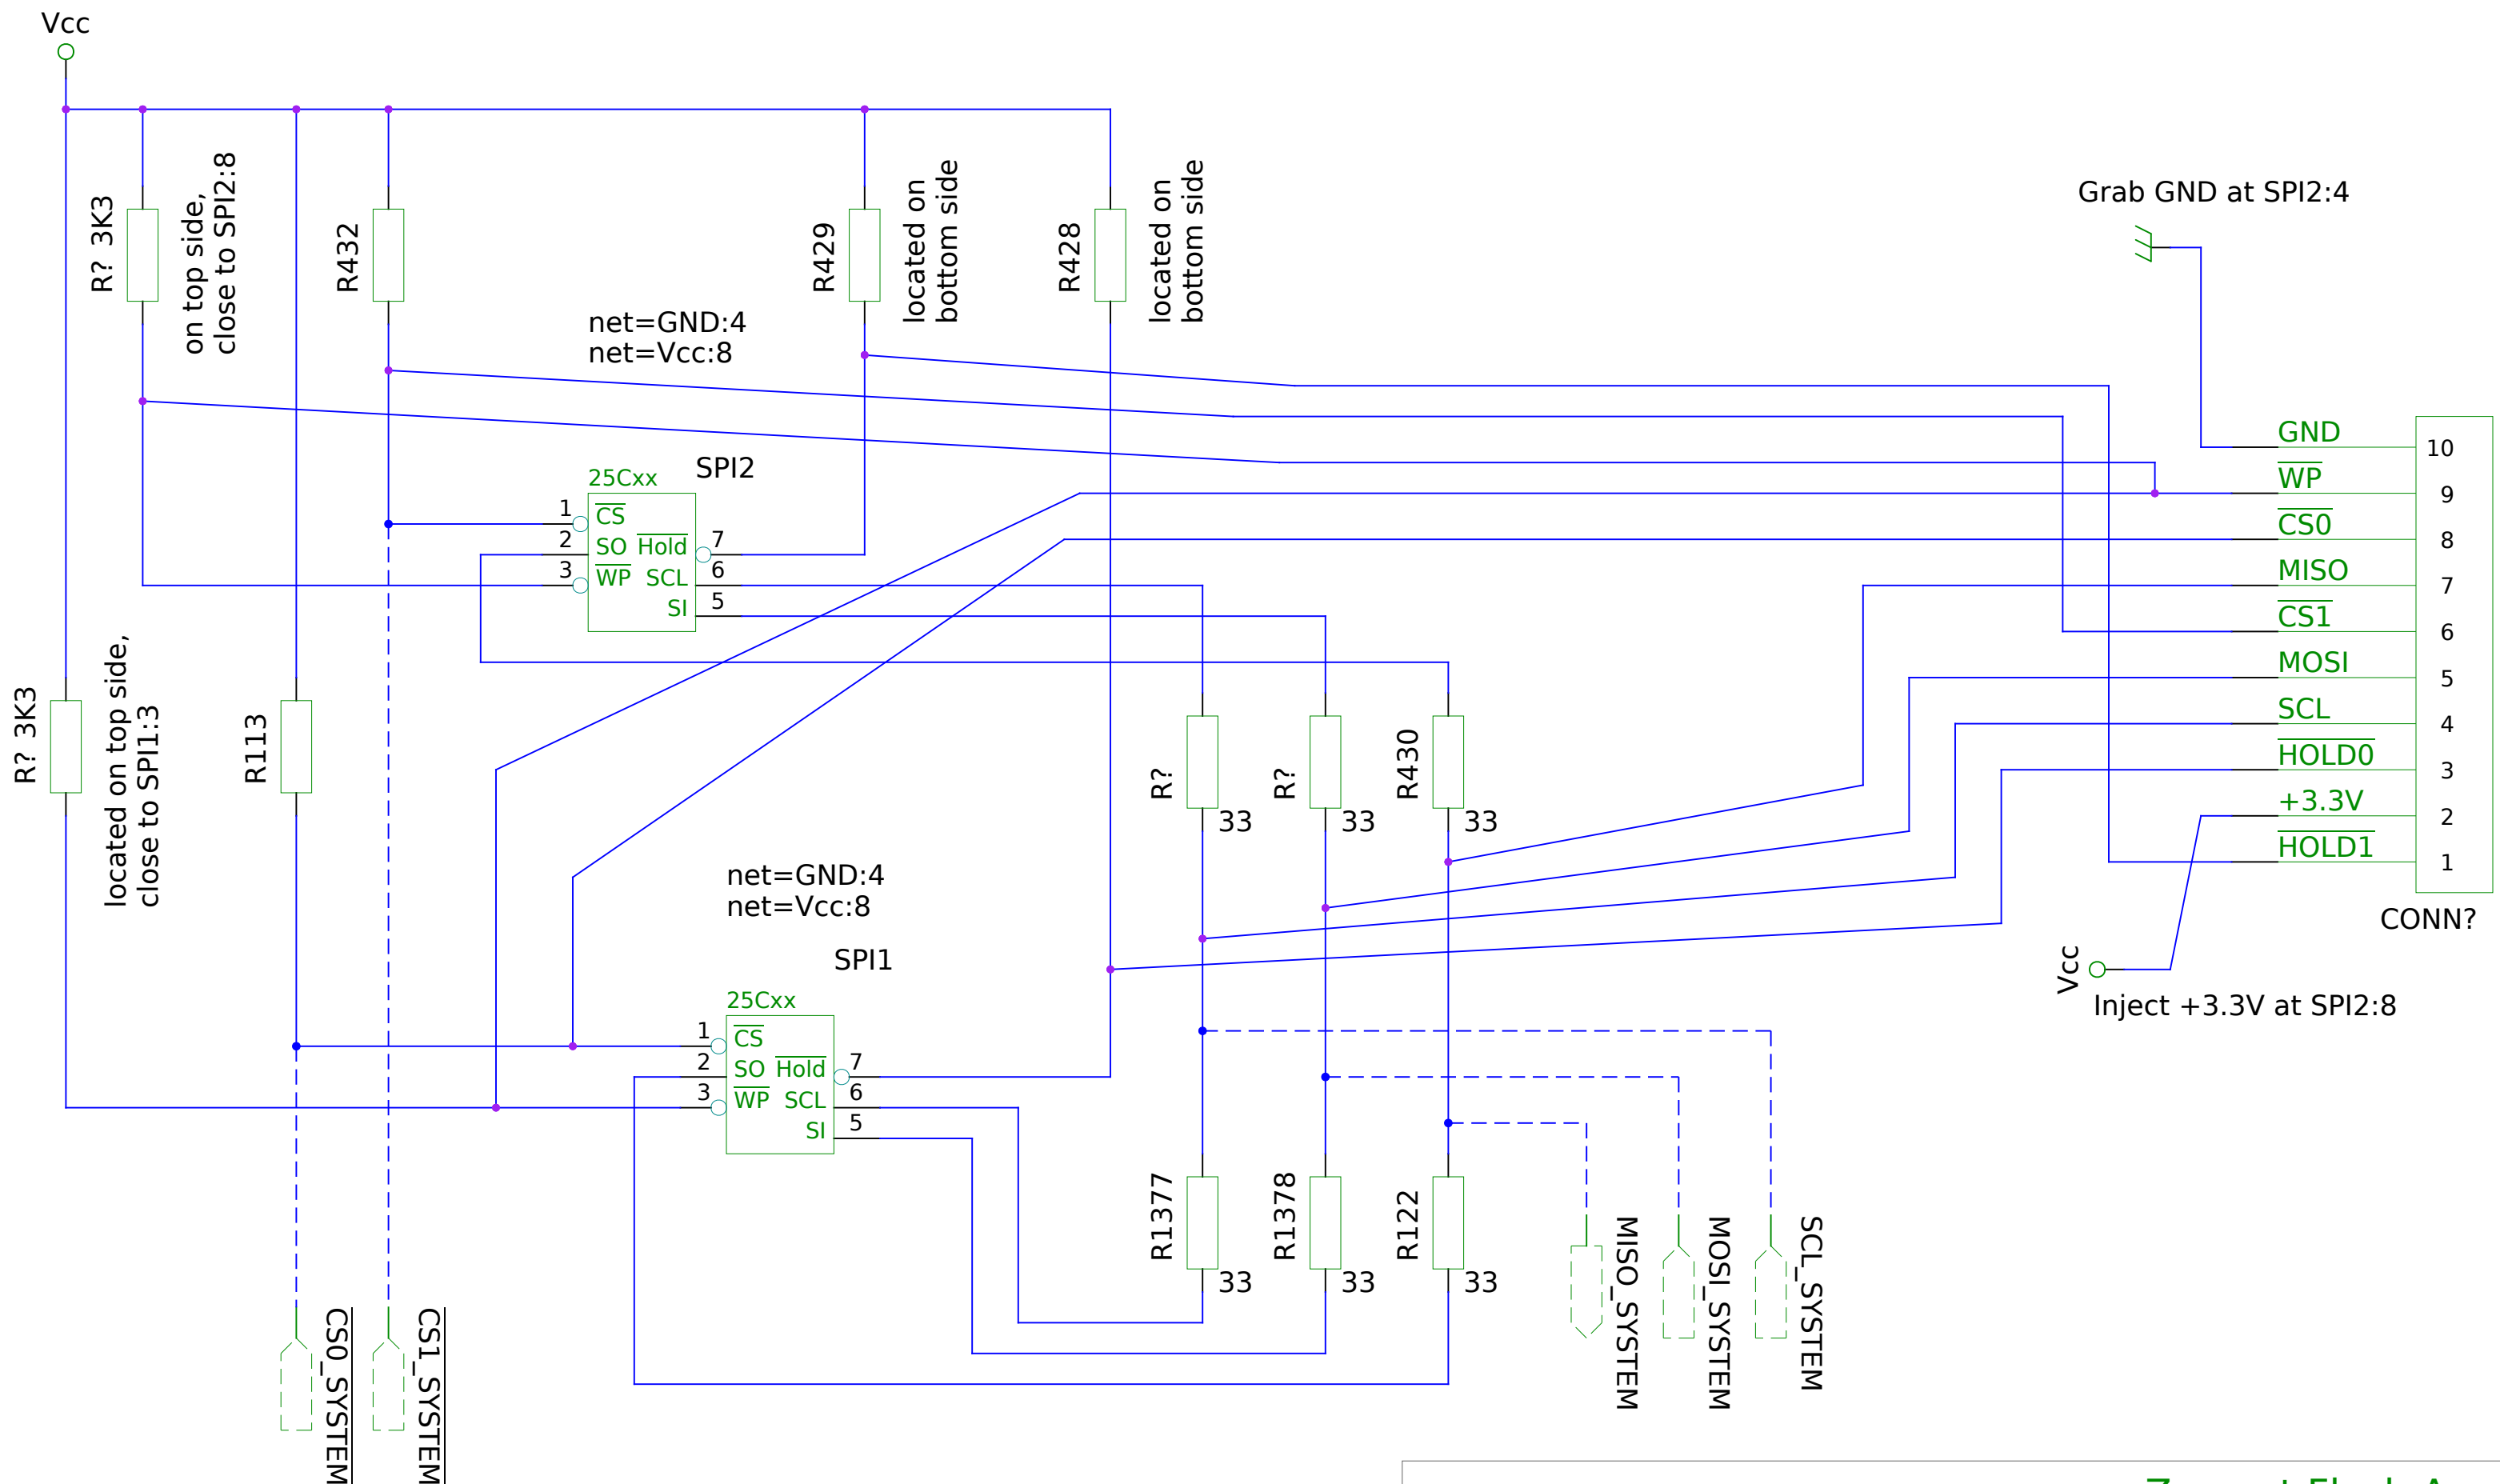 Vcc
R? 3K3
on top side,
close to SPI2:8
R432
R429
located on
bottom side
R428
located on
bottom side
Grab GND at SPI2:4
net=GND:4
net=Vcc:8
25Cxx
SPI2
1
CS
2
SO
Hold
7
3
WP
SCL
6
SI
5
GND
10
WP
9
CS0
8
MISO
7
CS1
6
MOSI
5
SCL
4
HOLD0
3
+3.3V
2
HOLD1
1
CONN?
Vcc
Inject +3.3V at SPI2:8
R? 3K3
located on top side,
close to SPI1:3
R113
R?
33
R?
33
R430
33
net=GND:4
net=Vcc:8
SPI1
25Cxx
1
CS
2
SO
Hold
7
3
WP
SCL
6
SI
5
R1377
33
R1378
33
R122
33
MISO_SYSTEM
MOSI_SYSTEM
SCL_SYSTEM
CS0_SYSTEM
CS1_SYSTEM